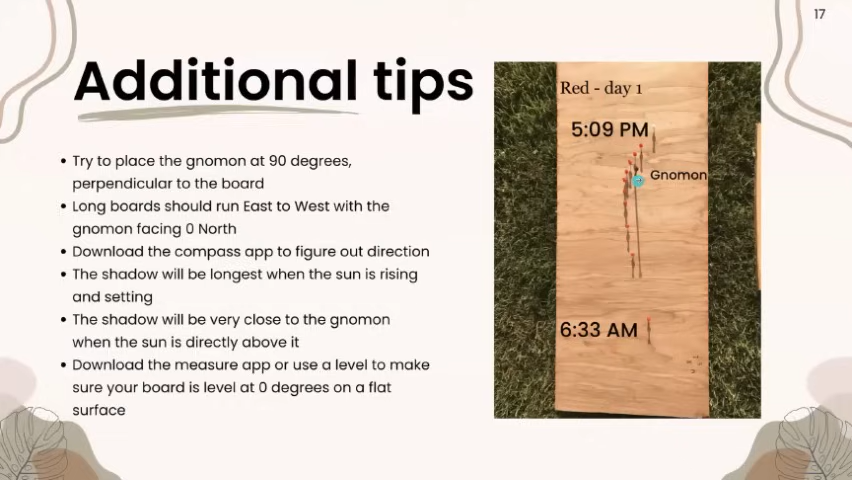 17
Additional tips
• Try to place the gnomon at 90 degrees,
perpendicular to the board
• Long boards should run East to West with the
gnomon facing 0 North
• Download the compass app to figure out direction
• The shadow will be longest when the sun is rising
and setting
• The shadow will be very close to the gnomon
when the sun is directly above it
• Download the measure app or use a level to make
sure your board is level at 0 degrees on a flat
surface
Red - day 1
5:09 PM
Gnomon
6:33 AM